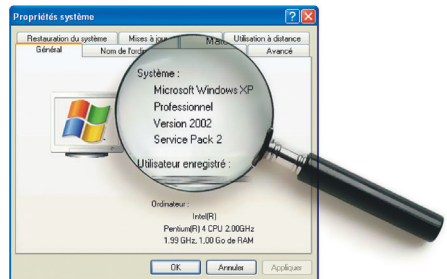 Propriétés système
Restauration du système
Mises à jour
Utilisation à distance
Général
Nom de
Avancé
Système :
Microsoft Windows XP
Professionnel
Version 2002
Service Pack 2
Utilisateur enregistré :
Ordinateur :
Intel(R)
Pentium(R) 4 CPU 2.00GHz
1.99 GHz, 1,00 Go de RAM
OK
Annuler
Appliquer